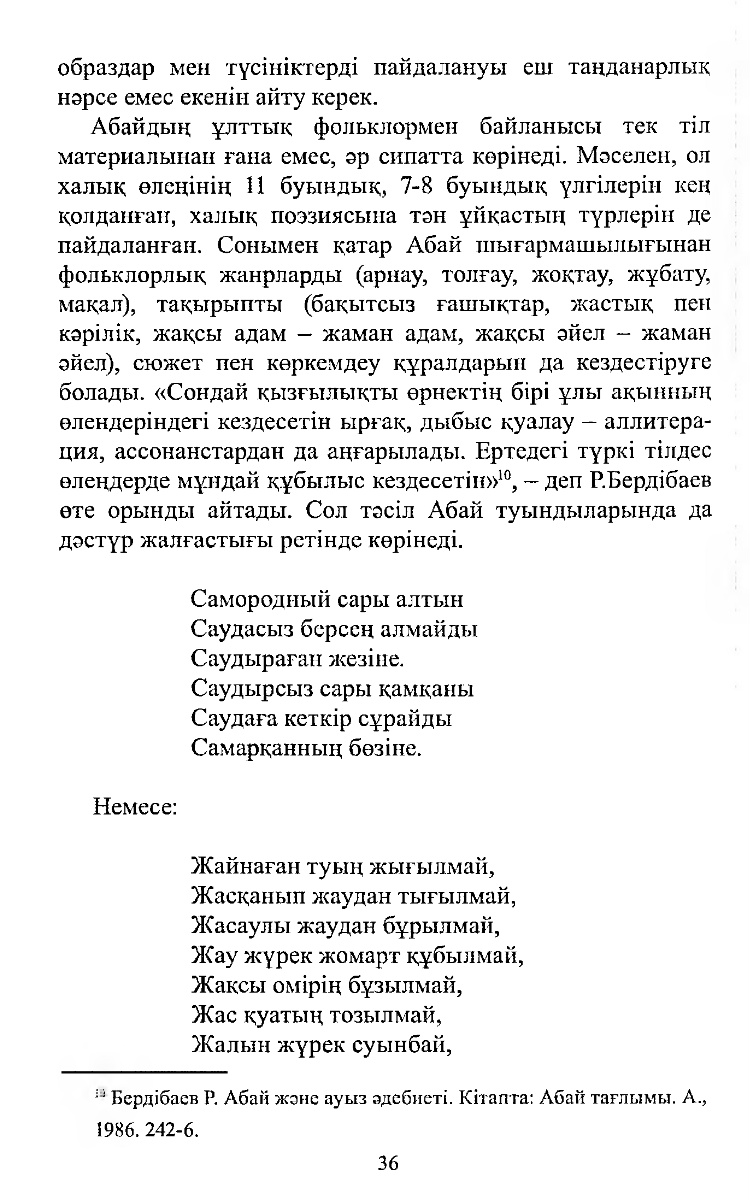 образдар мен түсініктерді пайдалануы еш таңданарлық
нәрсе емес екенін айту керек.
Абайдың ұлттық фольклормен байланысы тек тіл
материалынан ғана емес, әр сипатта көрінеді. Мәселен, ол
халық өлеңінің 11 буындық, 7-8 буындық үлгілерін кең
қолданған, халық поэзиясына тән ұйқастың түрлерін де
пайдаланған. Сонымен қатар Абай шығармашылығынан
фольклорлық жанрларды (арнау, толғау, жоқтау, жұбату,
мақал), тақырыпты (бақытсыз ғашықтар, жастық пен
кәрілік, жақсы адам – жаман адам, жақсы әйел – жаман
әйел), сюжет пен көркемдеу құралдарын да кездестіруге
болады. «Сондай қызғылықты өрнектің бірі ұлы ақынның
өлендеріндегі кездесетін ырғақ, дыбыс қуалау – аллитера-
ция, ассонанстардан да аңғарылады. Ертедегі түркі тілдес
өлеңдерде мұндай құбылыс кездесетін»¹⁰, – деп Р.Бердібаев
өте орынды айтады. Сол тәсіл Абай туындыларында да
дәстүр жалғастығы ретінде көрінеді.
Самородный сары алтын
Саудасыз берсең алмайды
Саудыраған жезіне.
Саудырсыз сары қамқаны
Саудаға кеткір сұрайды
Самарқанның бөзіне.
Немесе:
Жайнаған туың жығылмай,
Жасқанып жаудан тығылмай,
Жасаулы жаудан бұрылмай,
Жау жүрек жомарт құбылмай,
Жақсы омірің бұзылмай,
Жас қуатың тозылмай,
Жалын жүрек суынбай,
¹⁰ Бердібаев Р. Абай және ауыз әдебиеті. Кітапта: Абай тағлымы. А.,
1986. 242-б.
36